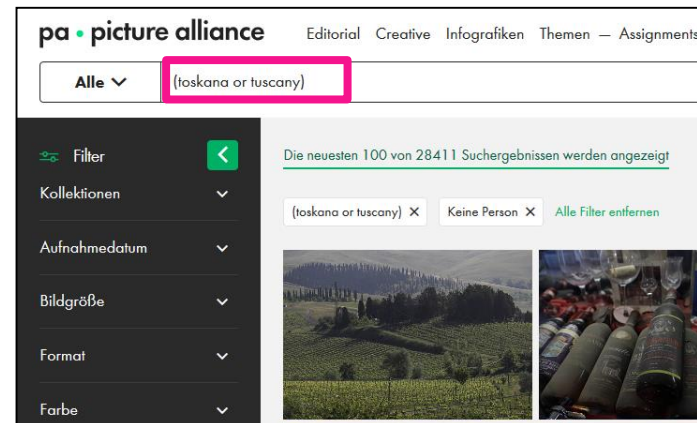 pa • picture alliance
Editorial Creative Infografiken Themen — Assignments
Alle
(toskana or tuscany)
Filter
Kollektionen
Aufnahmedatum
Bildgröße
Format
Farbe
Die neuesten 100 von 28411 Suchergebnissen werden angezeigt
(toskana or tuscany) X Keine Person X Alle Filter entfernen